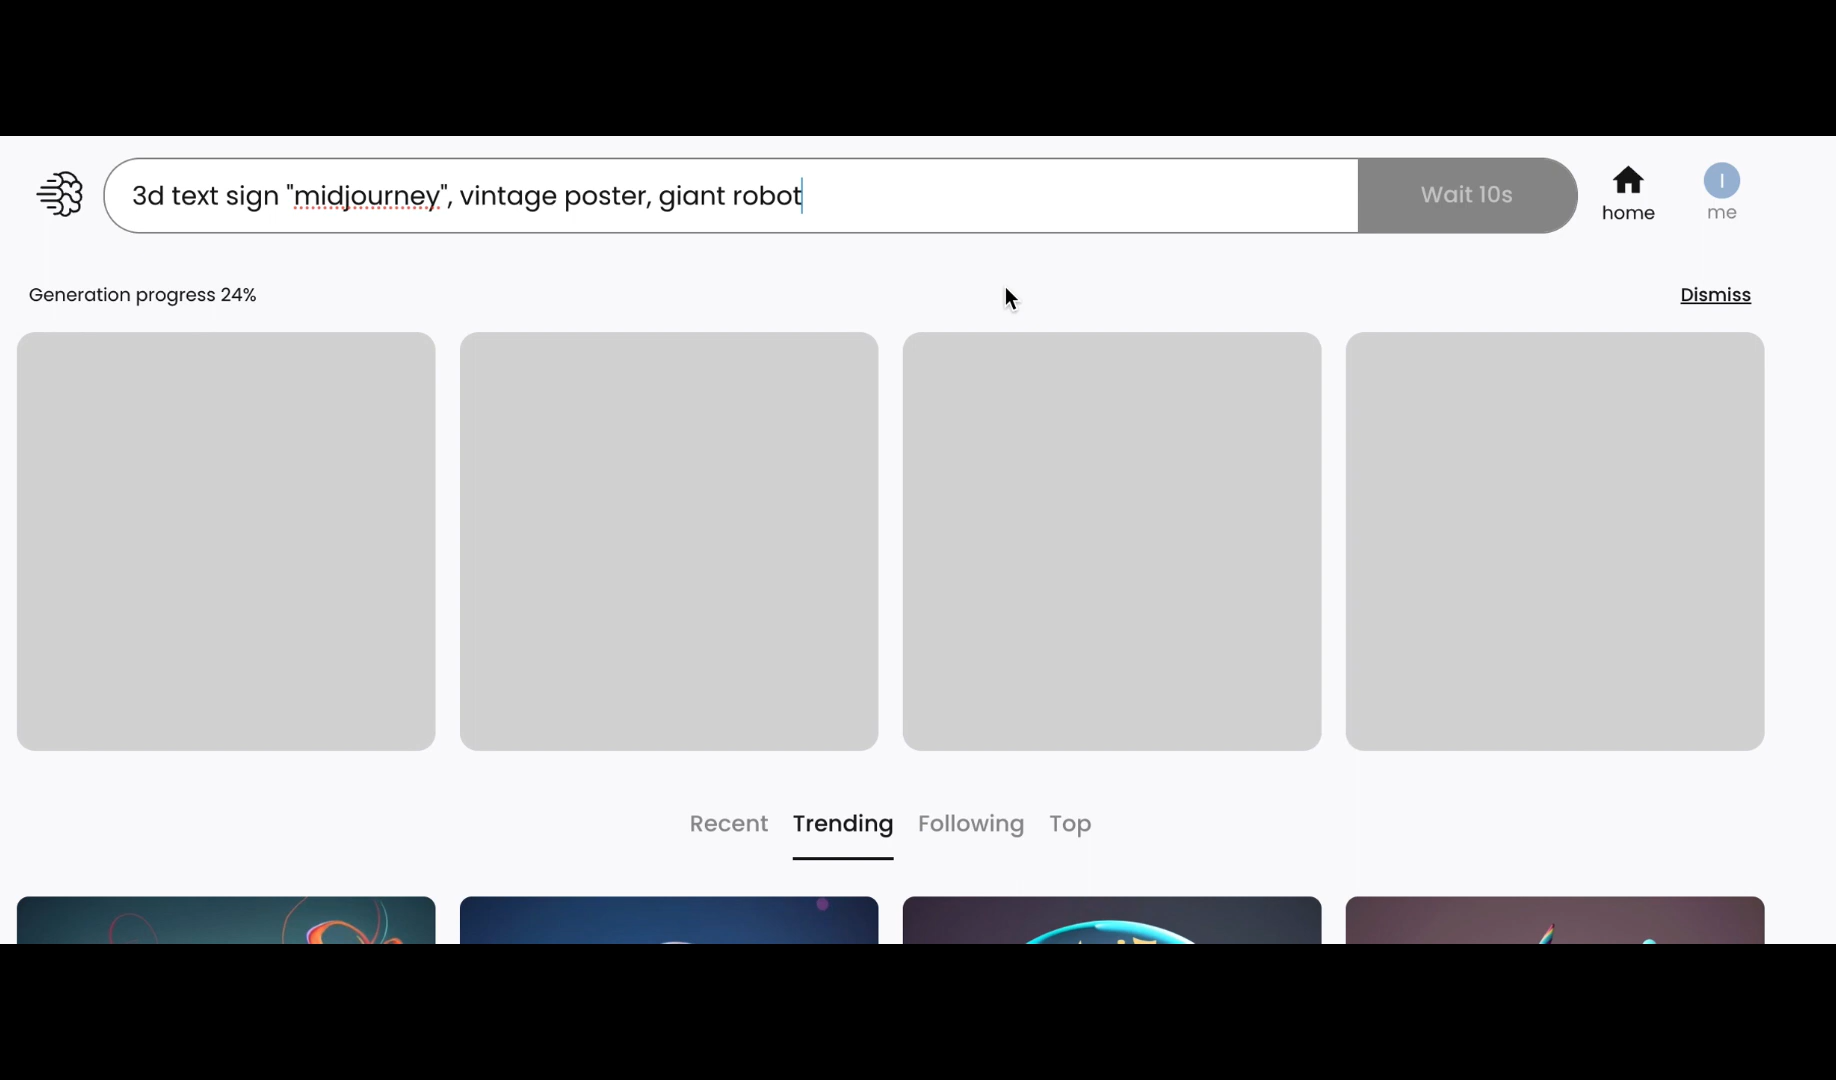 3d text sign "midjourney", vintage poster, giant robot
Wait 10s
home
I
me
Generation progress 24%
Dismiss
Recent
Trending
Following
Top